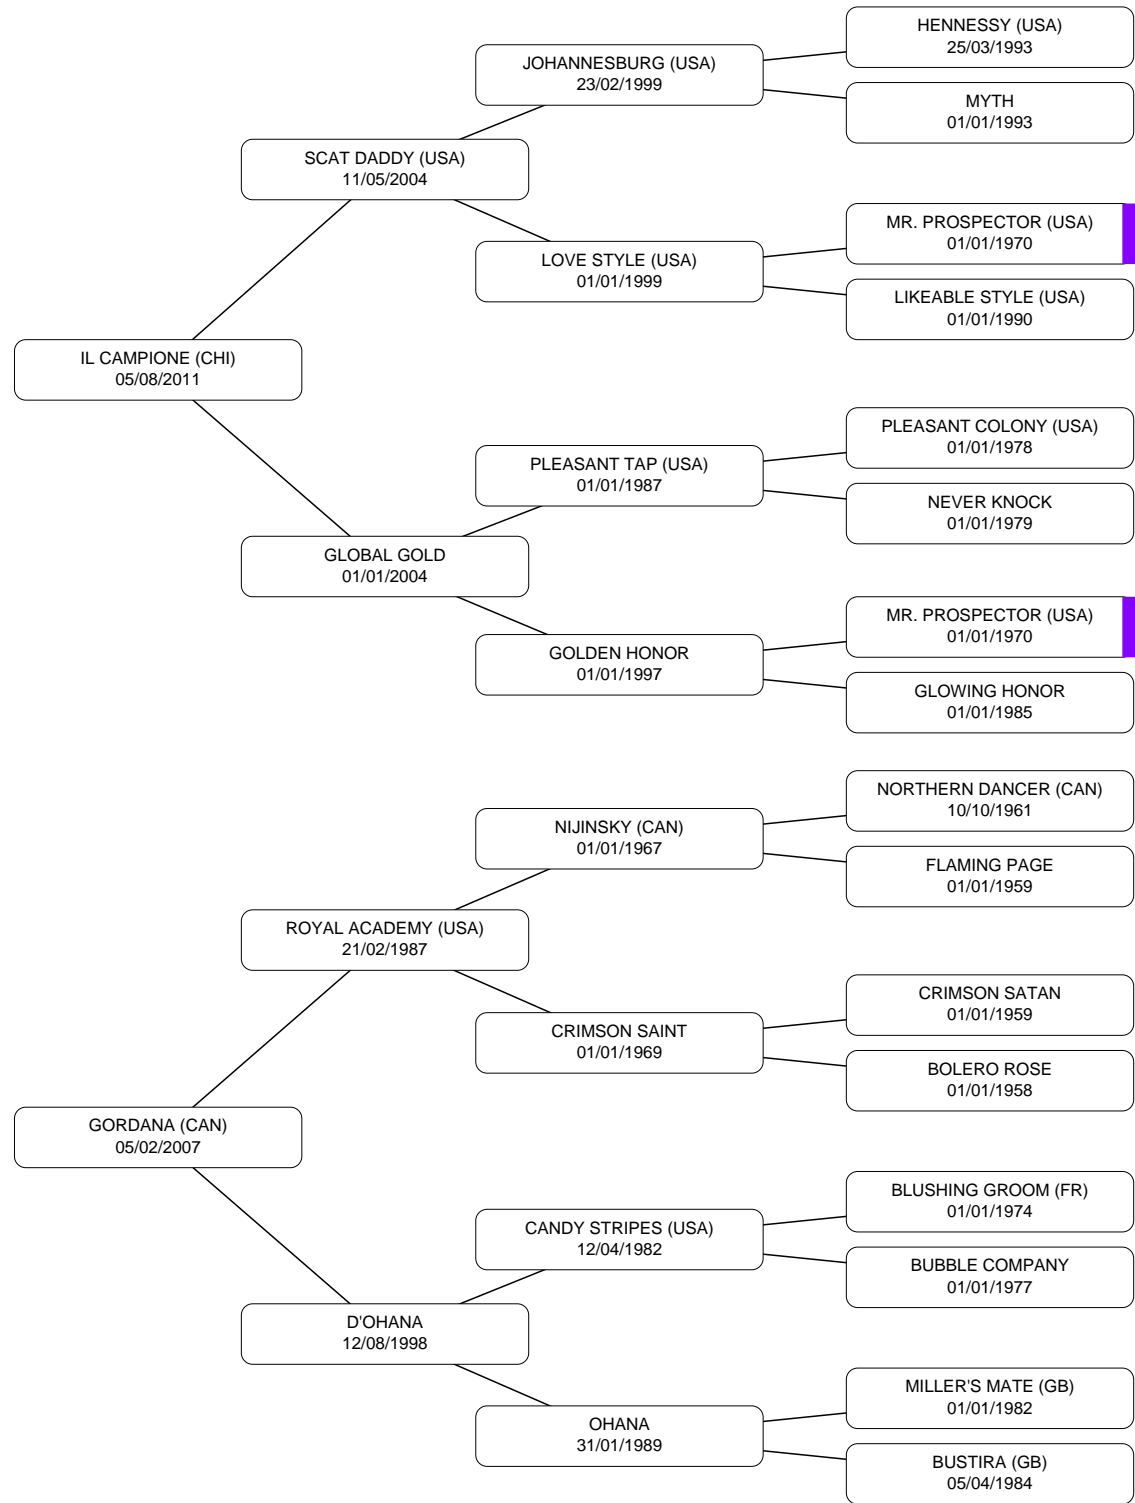 HENNESSY (USA)
25/03/1993
JOHANNESBURG (USA)
23/02/1999
MYTH
01/01/1993
SCAT DADDY (USA)
11/05/2004
MR. PROSPECTOR (USA)
01/01/1970
LOVE STYLE (USA)
01/01/1999
LIKEABLE STYLE (USA)
01/01/1990
IL CAMPIONE (CHI)
05/08/2011
PLEASANT COLONY (USA)
01/01/1978
PLEASANT TAP (USA)
01/01/1987
NEVER KNOCK
01/01/1979
GLOBAL GOLD
01/01/2004
MR. PROSPECTOR (USA)
01/01/1970
GOLDEN HONOR
01/01/1997
GLOWING HONOR
01/01/1985
NORTHERN DANCER (CAN)
10/10/1961
NIJINSKY (CAN)
01/01/1967
FLAMING PAGE
01/01/1959
ROYAL ACADEMY (USA)
21/02/1987
CRIMSON SATAN
01/01/1959
CRIMSON SAINT
01/01/1969
BOLERO ROSE
01/01/1958
GORDANA (CAN)
05/02/2007
BLUSHING GROOM (FR)
01/01/1974
CANDY STRIPES (USA)
12/04/1982
BUBBLE COMPANY
01/01/1977
D'OHANA
12/08/1998
MILLER'S MATE (GB)
01/01/1982
OHANA
31/01/1989
BUSTIRA (GB)
05/04/1984